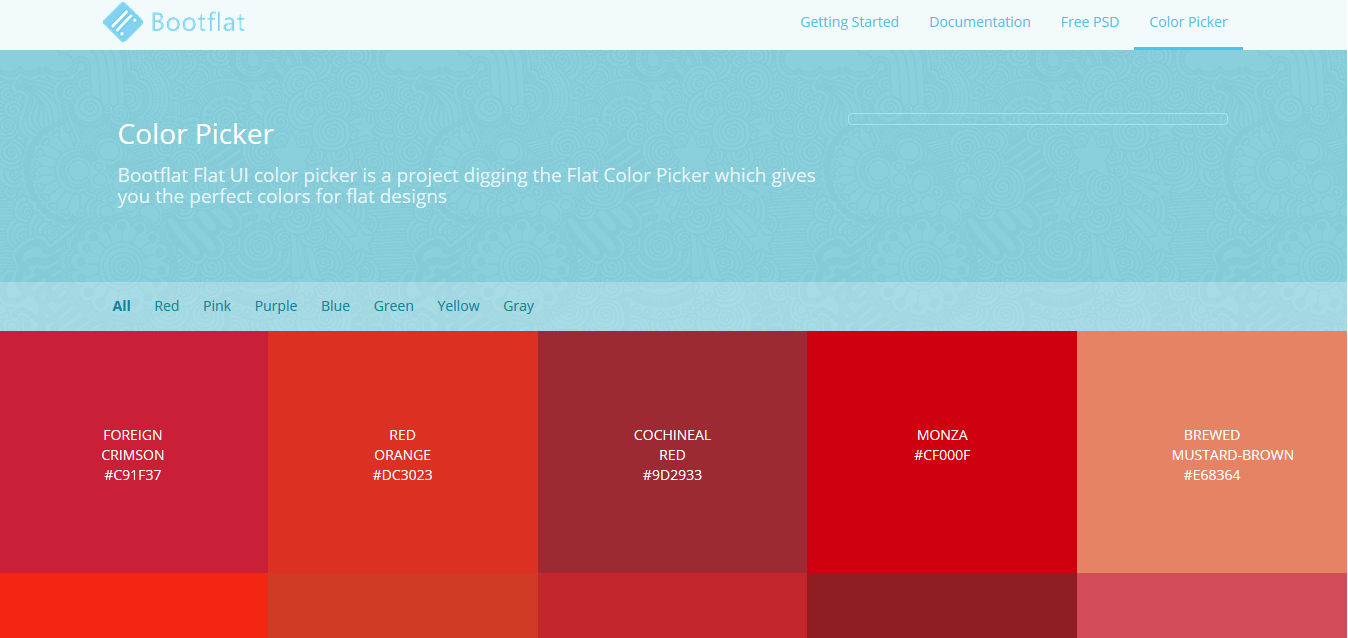 Bootflat
Getting Started Documentation Free PSD Color Picker
Color Picker
Bootflat Flat UI color picker is a project digging the Flat Color Picker which gives
you the perfect colors for flat designs
All Red Pink Purple Blue Green Yellow Gray
FOREIGN
CRIMSON
#C91F37
RED
ORANGE
#DC3023
COCHINEAL
RED
#9D2933
MONZA
#CF000F
BREWED
MUSTARD-BROWN
#E68364